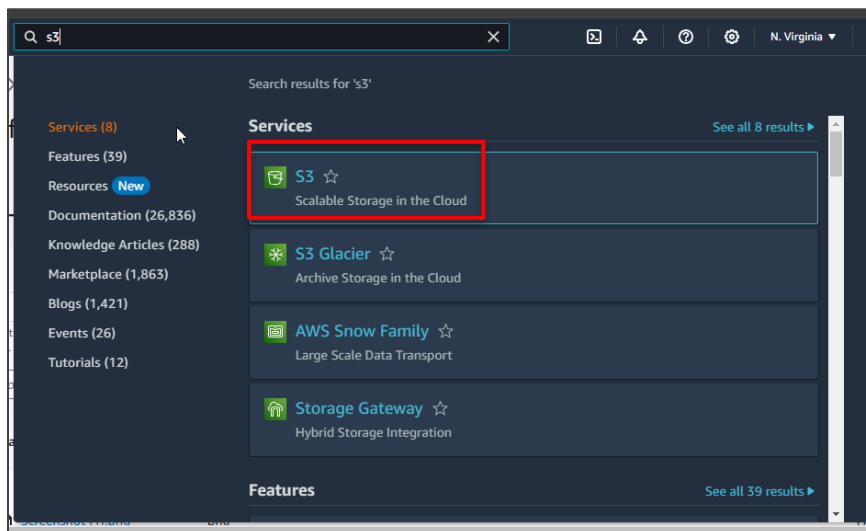 s3
N. Virginia
Search results for 's3'
Services (8)
Features (39)
Resources New
Documentation (26,836)
Knowledge Articles (288)
Marketplace (1,863)
Blogs (1,421)
Events (26)
Tutorials (12)
Services
See all 8 results
S3
Scalable Storage in the Cloud
S3 Glacier
Archive Storage in the Cloud
AWS Snow Family
Large Scale Data Transport
Storage Gateway
Hybrid Storage Integration
Features
See all 39 results